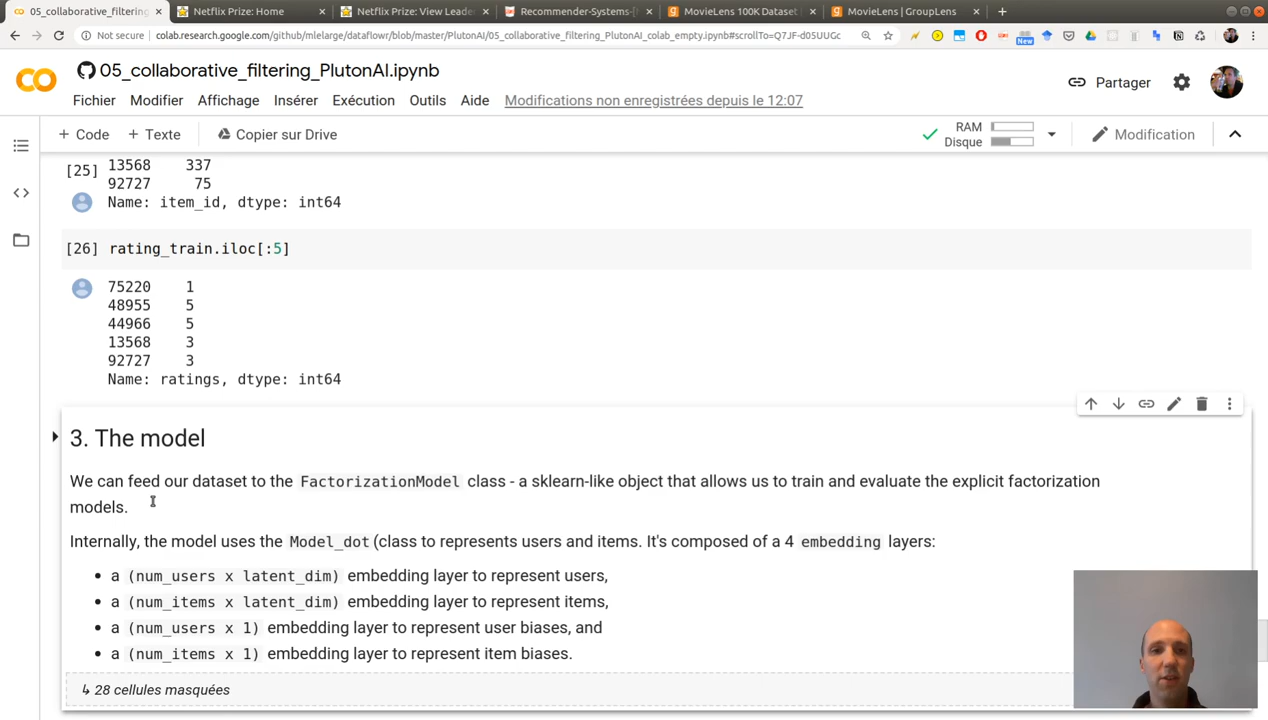 05_collaborative_filtering_
Netflix Prize: Home
Netflix Prize: View Leade
Recommender-Systems-[
MovieLens 100K Dataset
MovieLens | GroupLens
Not secure | colab.research.google.com/github/mlelarge/dataflowr/blob/master/PlutonAI/05_collaborative_filtering_PlutonAI_colab_empty.ipynb#scrollTo=Q7JF-d05UUGc
New
CO 05_collaborative_filtering_PlutonAI.ipynb
Partager
Fichier Modifier Affichage Insérer Exécution Outils Aide Modifications non enregistrées depuis le 12:07
+ Code + Texte Copier sur Drive
RAM
Disque
Modification
[25] 13568 337
92727 75
Name: item_id, dtype: int64
[26] rating_train.iloc[:5]
75220 1
48955 5
44966 5
13568 3
92727 3
Name: ratings, dtype: int64
3. The model
We can feed our dataset to the FactorizationModel class - a sklearn-like object that allows us to train and evaluate the explicit factorization
models.
Internally, the model uses the Model_dot(class to represents users and items. It's composed of a 4 embedding layers:
• a (num_users x latent_dim) embedding layer to represent users,
• a (num_items x latent_dim) embedding layer to represent items,
• a (num_users x 1) embedding layer to represent user biases, and
• a (num_items x 1) embedding layer to represent item biases.
↳ 28 cellules masquées